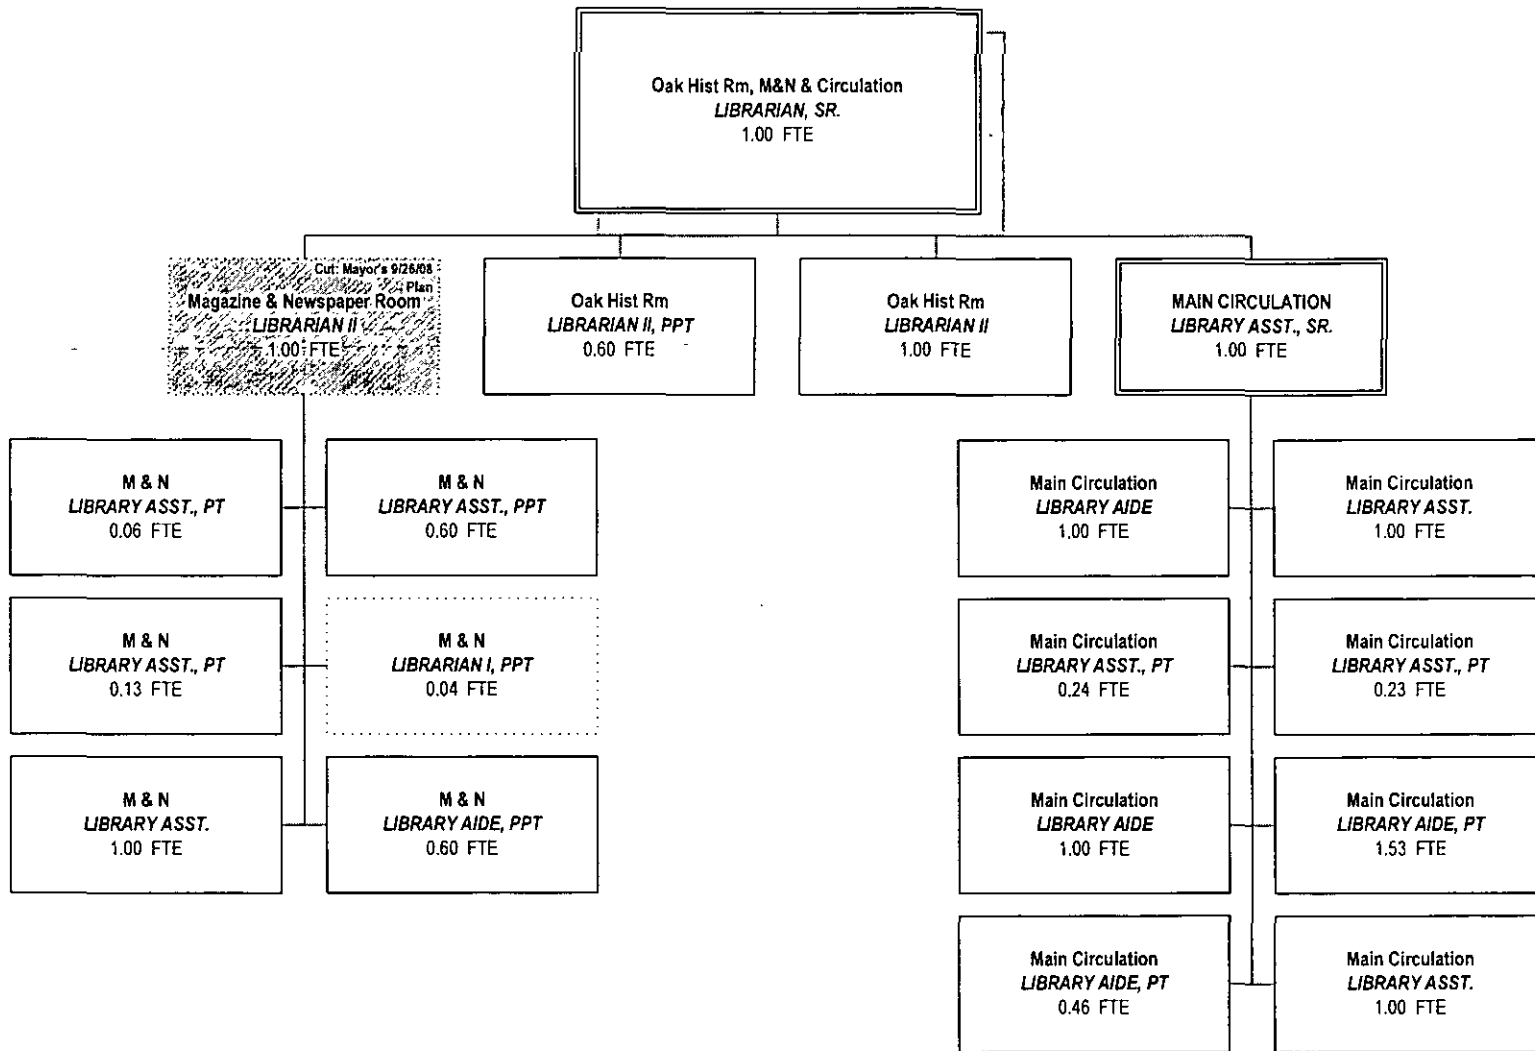 Oak Hist Rm, M&N & Circulation
LIBRARIAN, SR.
1.00 FTE
Cut: Mayor's 9/26/08
Plan
Magazine & Newspaper Room
LIBRARIAN II
1.00 FTE
Oak Hist Rm
LIBRARIAN II, PPT
0.60 FTE
Oak Hist Rm
LIBRARIAN II
1.00 FTE
MAIN CIRCULATION
LIBRARY ASST., SR.
1.00 FTE
M & N
LIBRARY ASST., PT
0.06 FTE
M & N
LIBRARY ASST., PPT
0.60 FTE
Main Circulation
LIBRARY AIDE
1.00 FTE
Main Circulation
LIBRARY ASST.
1.00 FTE
M & N
LIBRARY ASST., PT
0.13 FTE
M & N
LIBRARIAN I, PPT
0.04 FTE
Main Circulation
LIBRARY ASST., PT
0.24 FTE
Main Circulation
LIBRARY ASST., PT
0.23 FTE
M & N
LIBRARY ASST.
1.00 FTE
M & N
LIBRARY AIDE, PPT
0.60 FTE
Main Circulation
LIBRARY AIDE
1.00 FTE
Main Circulation
LIBRARY AIDE, PT
1.53 FTE
Main Circulation
LIBRARY AIDE, PT
0.46 FTE
Main Circulation
LIBRARY ASST.
1.00 FTE